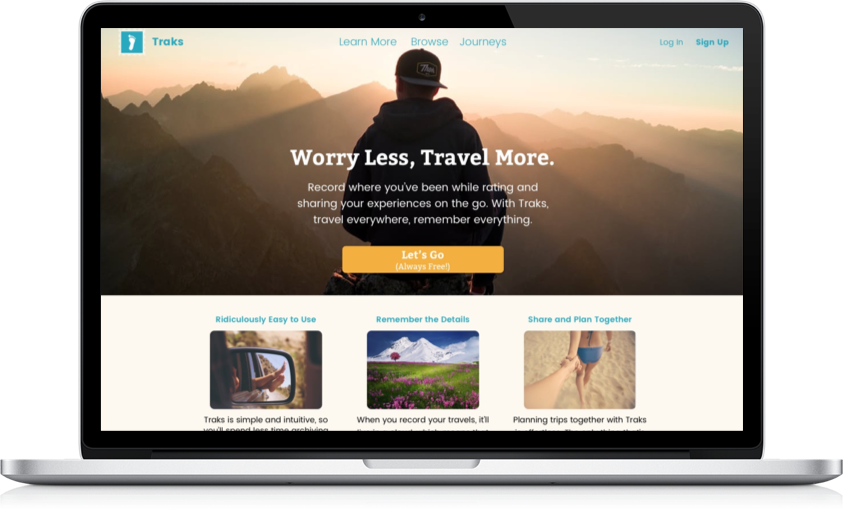 Traks
Learn More Browse Journeys
Log In Sign Up
Worry Less, Travel More.
Record where you've been while rating and
sharing your experiences on the go. With Traks,
travel everywhere, remember everything.
Let's Go
(Always Free!)
Ridiculously Easy to Use
Remember the Details
Share and Plan Together
Traks is simple and intuitive, so
you'll spend less time archiving
When you record your travels, it'll
Planning trips together with Traks